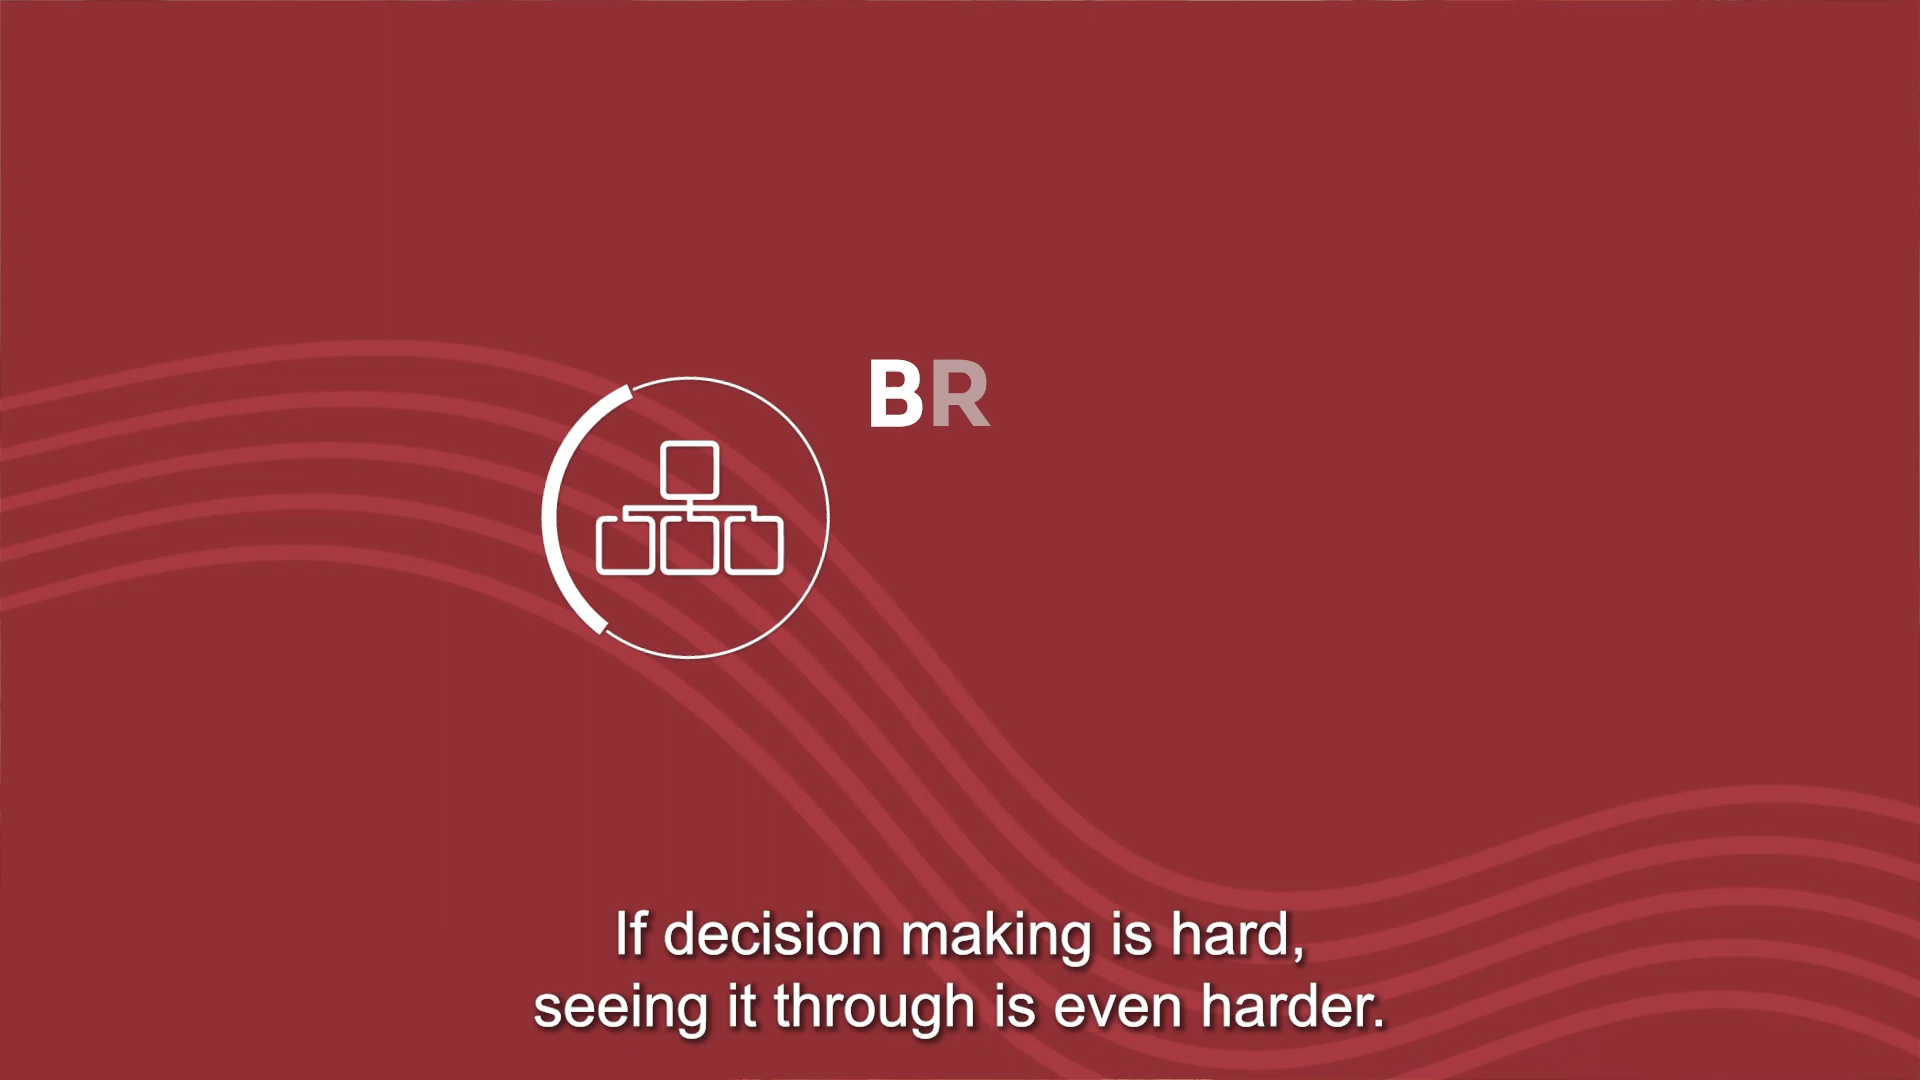 BR
If decision making is hard,
seeing it through is even harder.